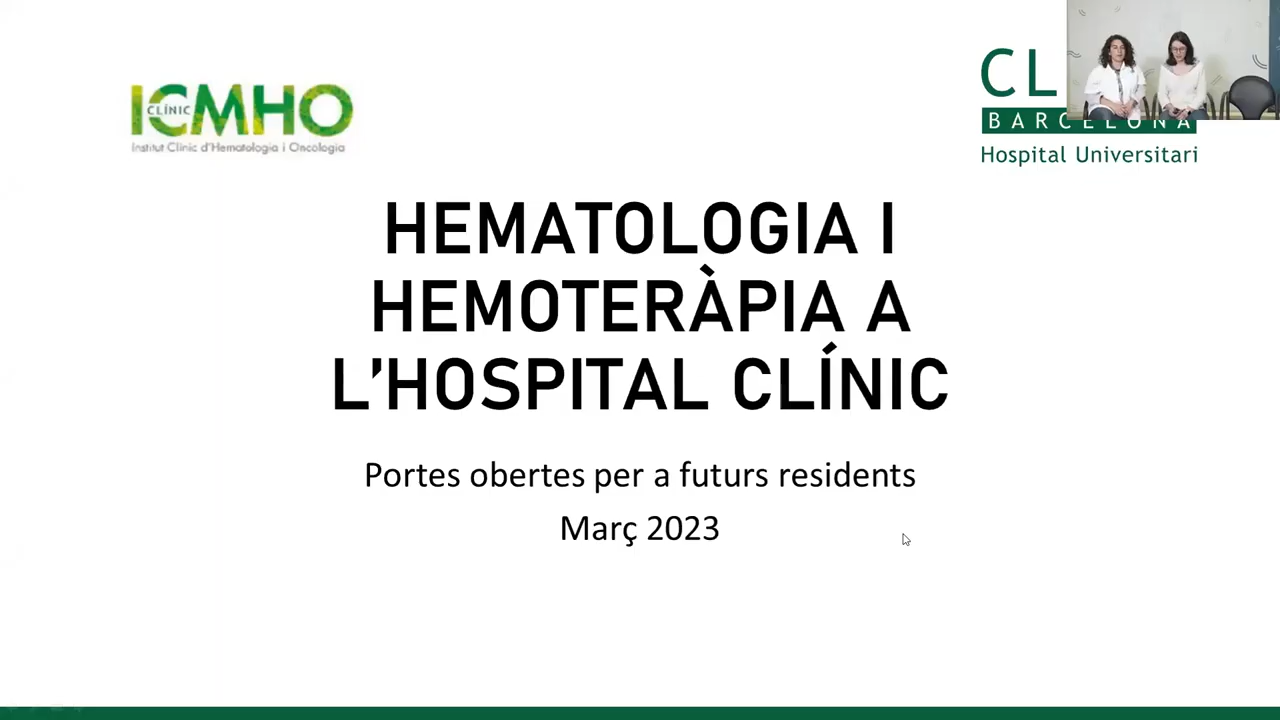 ICMHO
CLÍNIC
Institut Clínic d'Hematologia i Oncologia
CL
BARCELONA
Hospital Universitari
HEMATOLOGIA I
HEMOTERÀPIA A
L’HOSPITAL CLÍNIC
Portes obertes per a futurs residents
Març 2023